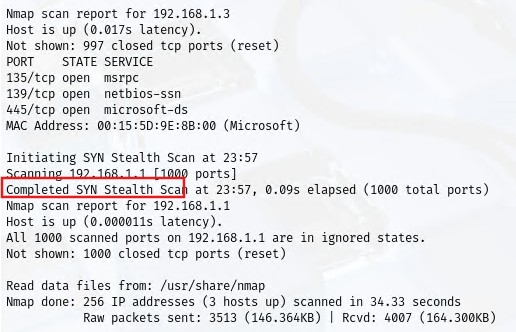 Nmap scan report for 192.168.1.3
Host is up (0.017s latency).
Not shown: 997 closed tcp ports (reset)
PORT    STATE SERVICE
135/tcp open  msrpc
139/tcp open  netbios-ssn
445/tcp open  microsoft-ds
MAC Address: 00:15:5D:9E:8B:00 (Microsoft)
Initiating SYN Stealth Scan at 23:57
Scanning 192.168.1.1 [1000 ports]
Completed SYN Stealth Scan at 23:57, 0.09s elapsed (1000 total ports)
Nmap scan report for 192.168.1.1
Host is up (0.000011s latency).
All 1000 scanned ports on 192.168.1.1 are in ignored states.
Not shown: 1000 closed tcp ports (reset)
Read data files from: /usr/share/nmap
Nmap done: 256 IP addresses (3 hosts up) scanned in 34.33 seconds
Raw packets sent: 3513 (146.364KB) | Rcvd: 4007 (164.300KB)